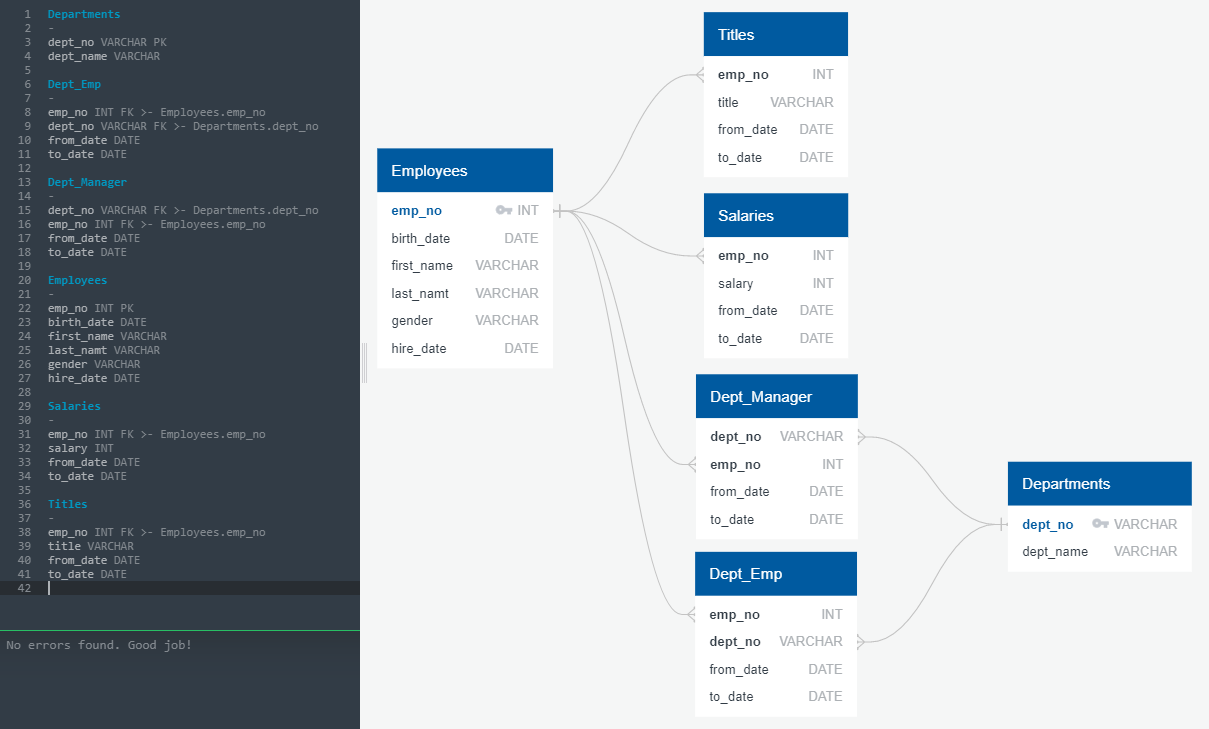 1 Departments
2 -
3 dept_no VARCHAR PK
4 dept_name VARCHAR
5
6 Dept_Emp
7 -
8 emp_no INT FK >- Employees.emp_no
9 dept_no VARCHAR FK >- Departments.dept_no
10 from_date DATE
11 to_date DATE
12
13 Dept_Manager
14 -
15 dept_no VARCHAR FK >- Departments.dept_no
16 emp_no INT FK >- Employees.emp_no
17 from_date DATE
18 to_date DATE
19
20 Employees
21 -
22 emp_no INT PK
23 birth_date DATE
24 first_name VARCHAR
25 last_namt VARCHAR
26 gender VARCHAR
27 hire_date DATE
28
29 Salaries
30 -
31 emp_no INT FK >- Employees.emp_no
32 salary INT
33 from_date DATE
34 to_date DATE
35
36 Titles
37 -
38 emp_no INT FK >- Employees.emp_no
39 title VARCHAR
40 from_date DATE
41 to_date DATE
42
No errors found. Good job!
Employees
emp_no INT
birth_date DATE
first_name VARCHAR
last_namt VARCHAR
gender VARCHAR
hire_date DATE
Titles
emp_no INT
title VARCHAR
from_date DATE
to_date DATE
Salaries
emp_no INT
salary INT
from_date DATE
to_date DATE
Dept_Manager
dept_no VARCHAR
emp_no INT
from_date DATE
to_date DATE
Dept_Emp
emp_no INT
dept_no VARCHAR
from_date DATE
to_date DATE
Departments
dept_no VARCHAR
dept_name VARCHAR